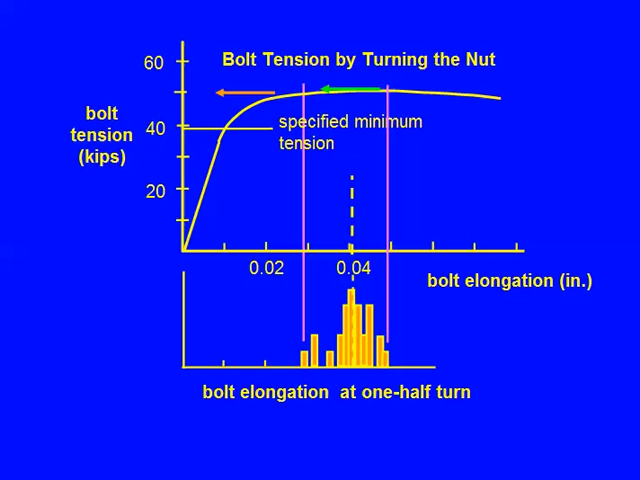 Bolt Tension by Turning the Nut
60
bolt
tension
(kips)
40
20
specified minimum
tension
0.02
0.04
bolt elongation (in.)
bolt elongation at one-half turn